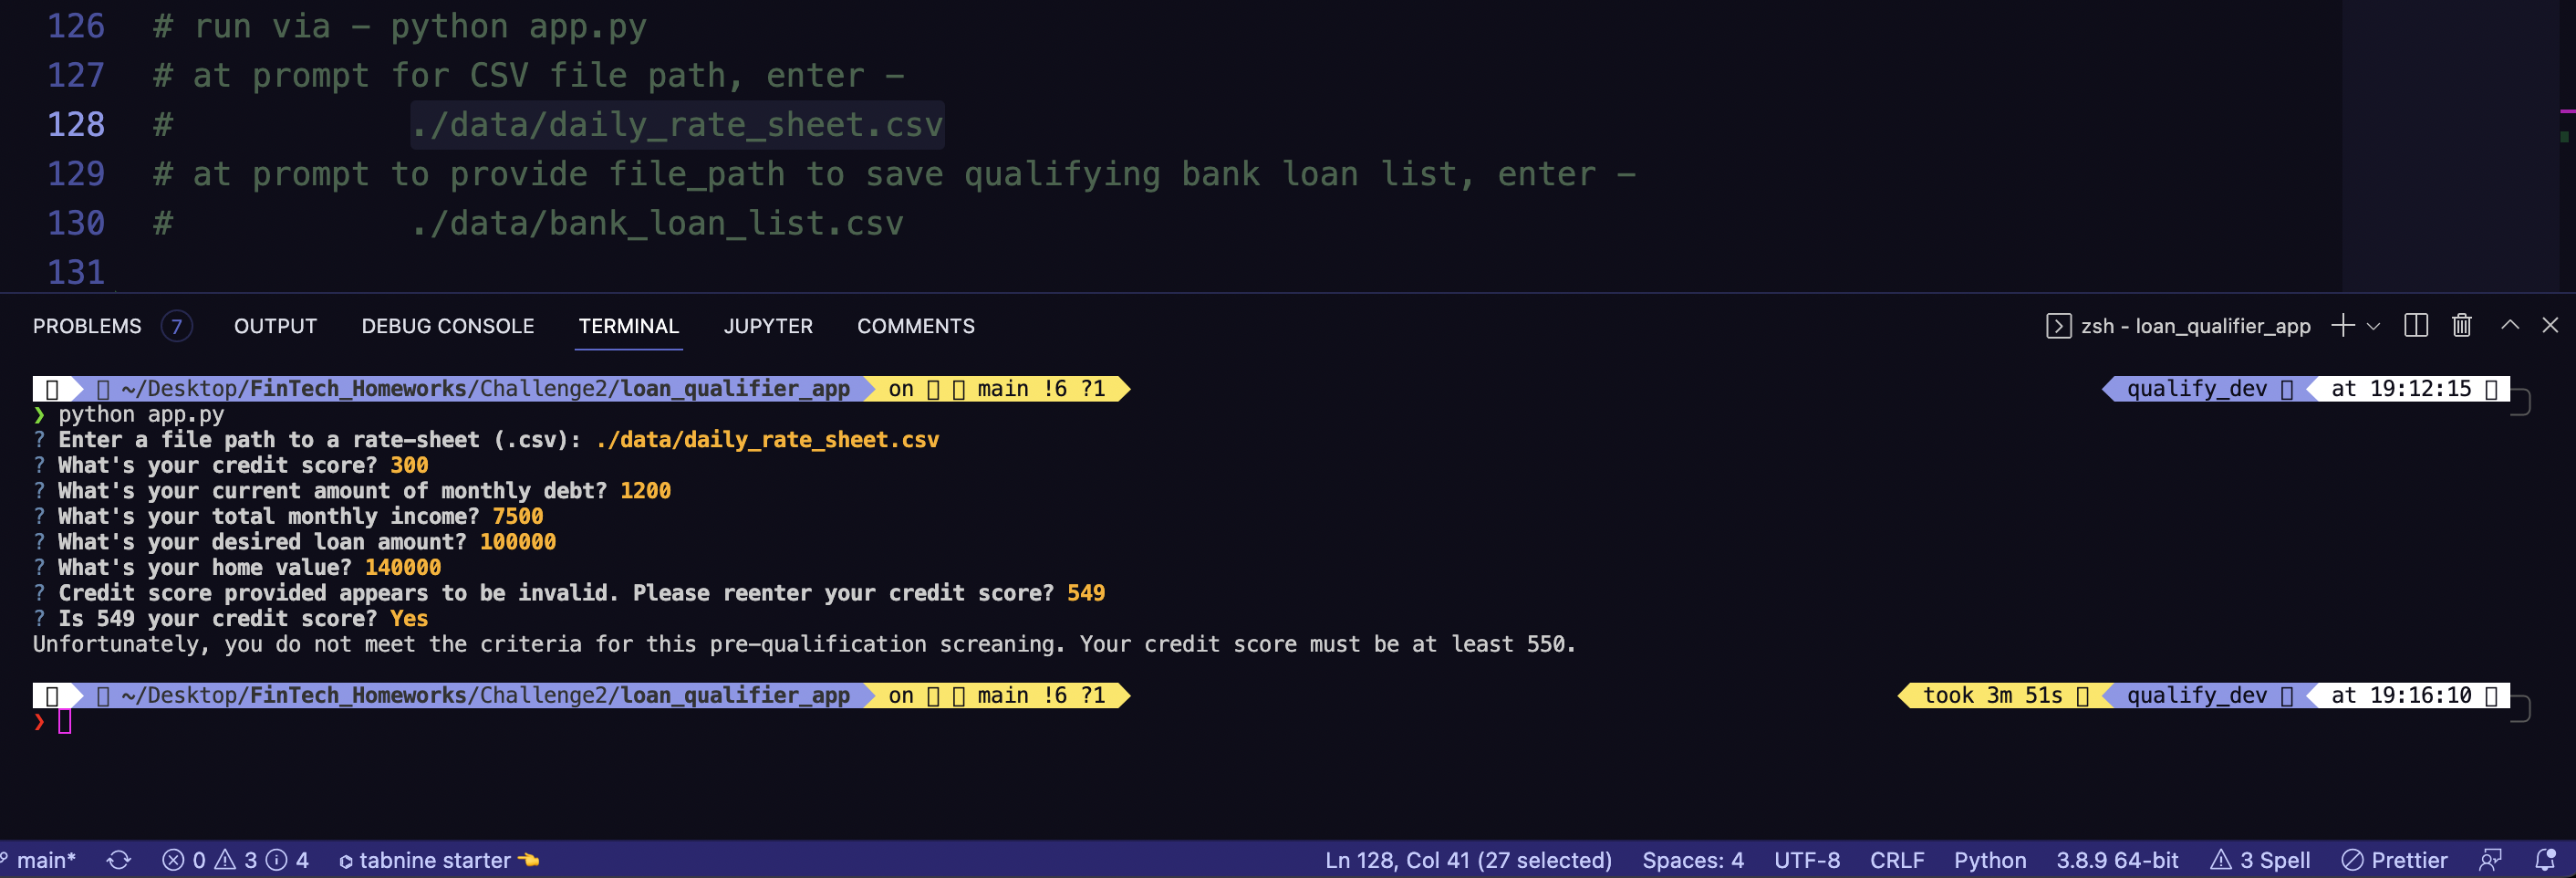 126 # run via - python app.py
127 # at prompt for CSV file path, enter -
128 # ./data/daily_rate_sheet.csv
129 # at prompt to provide file_path to save qualifying bank loan list, enter -
130 # ./data/bank_loan_list.csv
131
PROBLEMS 7 OUTPUT DEBUG CONSOLE TERMINAL JUPYTER COMMENTS zsh - loan_qualifier_app
~/Desktop/FinTech_Homeworks/Challenge2/loan_qualifier_app on main !6 ?1 qualify_dev at 19:12:15
❯ python app.py
? Enter a file path to a rate-sheet (.csv): ./data/daily_rate_sheet.csv
? What's your credit score? 300
? What's your current amount of monthly debt? 1200
? What's your total monthly income? 7500
? What's your desired loan amount? 100000
? What's your home value? 140000
? Credit score provided appears to be invalid. Please reenter your credit score? 549
? Is 549 your credit score? Yes
Unfortunately, you do not meet the criteria for this pre-qualification screaning. Your credit score must be at least 550.
~/Desktop/FinTech_Homeworks/Challenge2/loan_qualifier_app on main !6 ?1 took 3m 51s qualify_dev at 19:16:10
❯
main* 0 3 4 tabnine starter 👈 Ln 128, Col 41 (27 selected) Spaces: 4 UTF-8 CRLF Python 3.8.9 64-bit 3 Spell Prettier